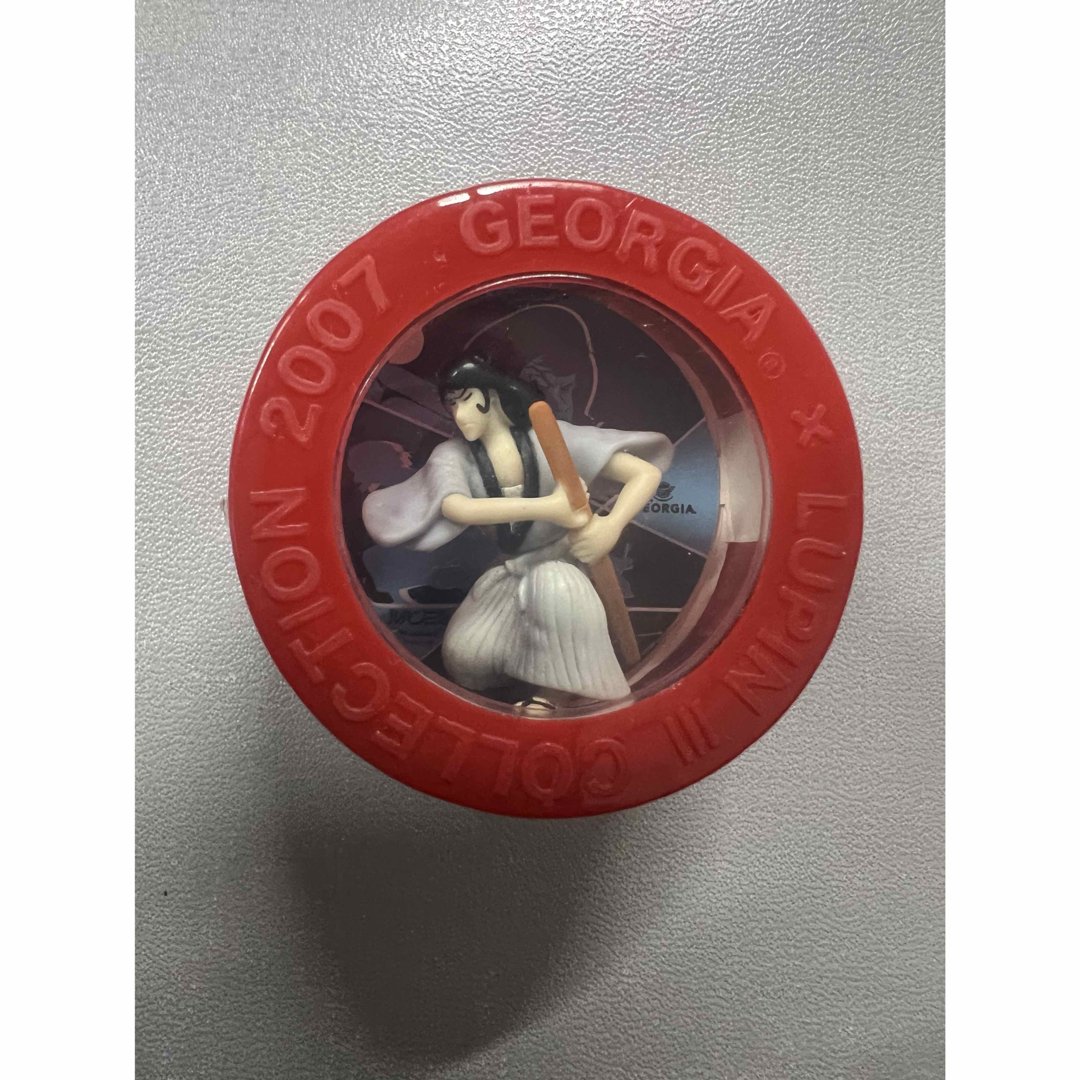 GEORGIA® × LUPIN III COLLECTION 2007
GEORGIA